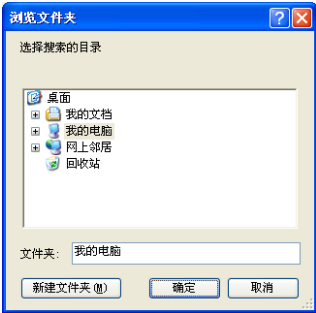 浏览文件夹
选择搜索的目录
桌面
我的文档
我的电脑
网上邻居
回收站
文件夹: 我的电脑
新建文件夹(M) 确定 取消